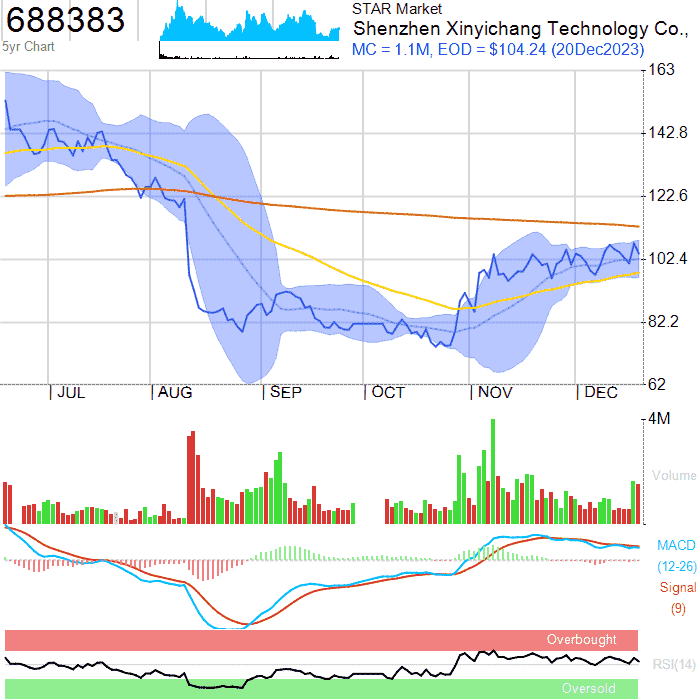 688383
5yr Chart
STAR Market
Shenzhen Xinyichang Technology Co.,
MC = 1.1M, EOD = $104.24 (20Dec2023)
163
142.8
122.6
102.4
82.2
62
JUL
AUG
SEP
OCT
NOV
DEC
4M
Volume
MACD
(12-26)
Signal
(9)
Overbought
RSI(14)
Oversold